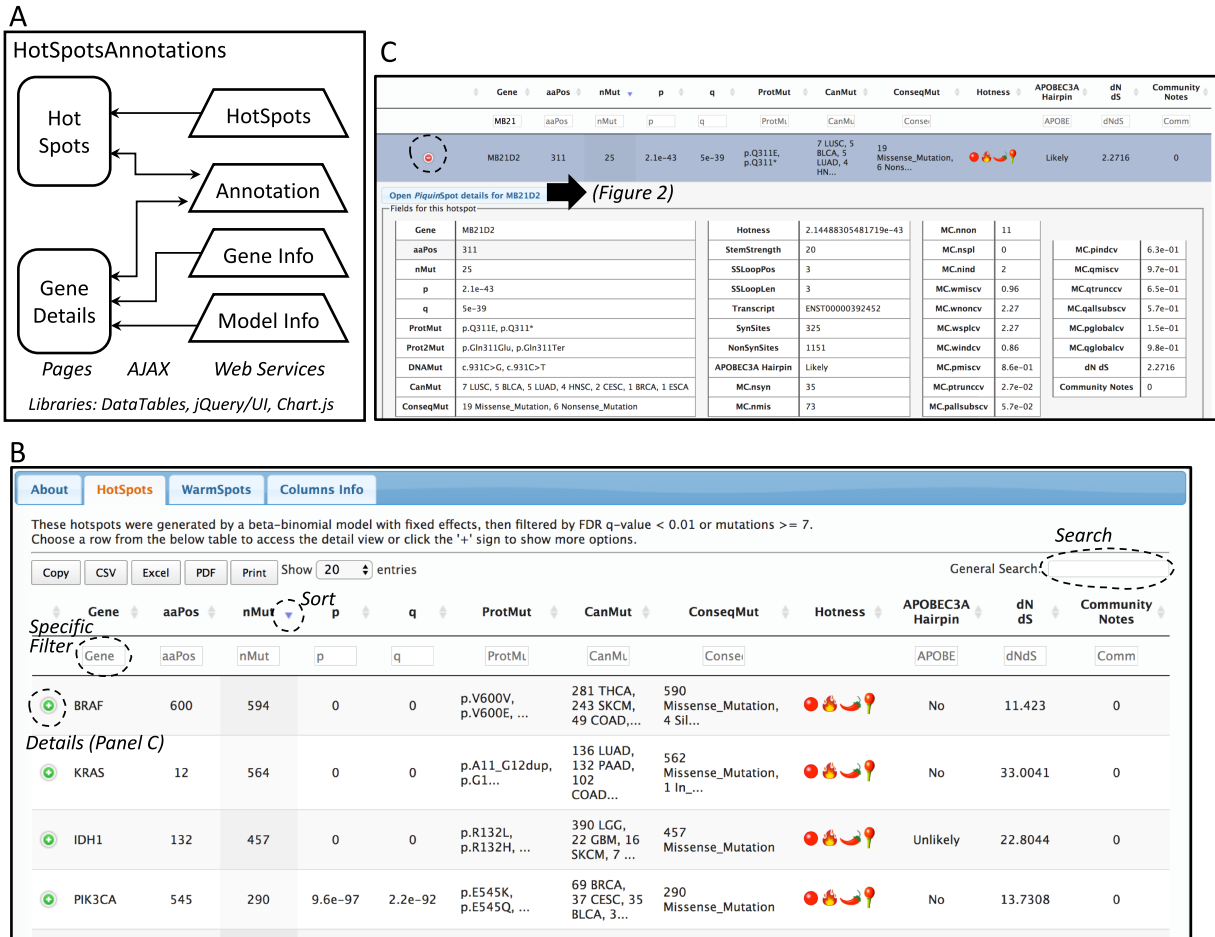 A
HotSpotsAnnotations
Hot
Spots
HotSpots
Annotation
Gene
Details
Gene Info
Model Info
Pages AJAX Web Services
Libraries: DataTables, jQuery/UI, Chart.js
C
Gene aaPos nMut p q ProtMut CanMut ConseqMut Hotness APOBEC3A Hairpin dN dS Community Notes
MB21 aaPos nMut p q ProtMu CanMu Consec APOBE dNdS Comm
MB21D2 311 25 2.1e-43 5e-39 p.Q311E, p.Q311* 7 LUSC, 5 BLCA, 5 LUAD, 4 HN... 19 Missense_Mutation, 6 Nons... Likely 2.2716 0
Open PiquinSpot details for MB21D2 (Figure 2)
Fields for this hotspot
Gene MB21D2
aaPos 311
nMut 25
p 2.1e-43
q 5e-39
ProtMut p.Q311E, p.Q311*
Prot2Mut p.Gln311Glu, p.Gln311Ter
DNAMut c.931C>G, c.931C>T
CanMut 7 LUSC, 5 BLCA, 5 LUAD, 4 HNSC, 2 CESC, 1 BRCA, 1 ESCA
ConseqMut 19 Missense_Mutation, 6 Nonsense_Mutation
Hotness 2.14488305481719e-43
StemStrength 20
SSLoopPos 3
SSLoopLen 3
Transcript ENST00000392452
SynSites 325
NonSynSites 1151
APOBEC3A Hairpin Likely
MC.nsyn 35
MC.nmis 73
MC.nnon 11
MC.nspl 0
MC.nind 2
MC.wmiscv 0.96
MC.wnoncv 2.27
MC.wsplcv 2.27
MC.windcv 0.86
MC.pmiscv 8.6e-01
MC.ptrunccv 2.7e-02
MC.pallsubscv 5.7e-02
MC.pindcv 6.3e-01
MC.qmiscv 9.7e-01
MC.qtrunccv 6.5e-01
MC.qallsubscv 5.7e-01
MC.pglobalcv 1.5e-01
MC.qglobalcv 9.8e-01
dN dS 2.2716
Community Notes 0
B
About HotSpots WarmSpots Columns Info
These hotspots were generated by a beta-binomial model with fixed effects, then filtered by FDR q-value < 0.01 or mutations >= 7.
Choose a row from the below table to access the detail view or click the '+' sign to show more options.
Search
Copy CSV Excel PDF Print Show 20 entries General Search:
Sort
Gene aaPos nMut p q ProtMut CanMut ConseqMut Hotness APOBEC3A Hairpin dN dS Community Notes
Specific
Filter
Gene aaPos nMut p q ProtMu CanMu Consec APOBE dNdS Comm
BRAF 600 594 0 0 p.V600V, p.V600E, ... 281 THCA, 243 SKCM, 49 COAD,... 590 Missense_Mutation, 4 Sil... No 11.423 0
Details (Panel C)
KRAS 12 564 0 0 p.A11_G12dup, p.G1... 136 LUAD, 132 PAAD, 102 COAD... 562 Missense_Mutation, 1 In_... No 33.0041 0
IDH1 132 457 0 0 p.R132L, p.R132H, ... 390 LGG, 22 GBM, 16 SKCM, 7 ... 457 Missense_Mutation Unlikely 22.8044 0
PIK3CA 545 290 9.6e-97 2.2e-92 p.E545K, p.E545Q, ... 69 BRCA, 37 CESC, 35 BLCA, 3... 290 Missense_Mutation No 13.7308 0